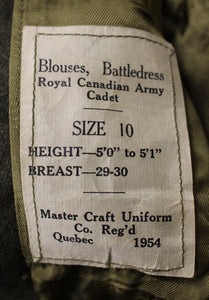 Blouses, Battledress
Royal Canadian Army
Cadet
SIZE 10
HEIGHT—5'0" to 5'1"
BREAST—29-30
Master Craft Uniform
Co. Reg'd
Quebec 1954